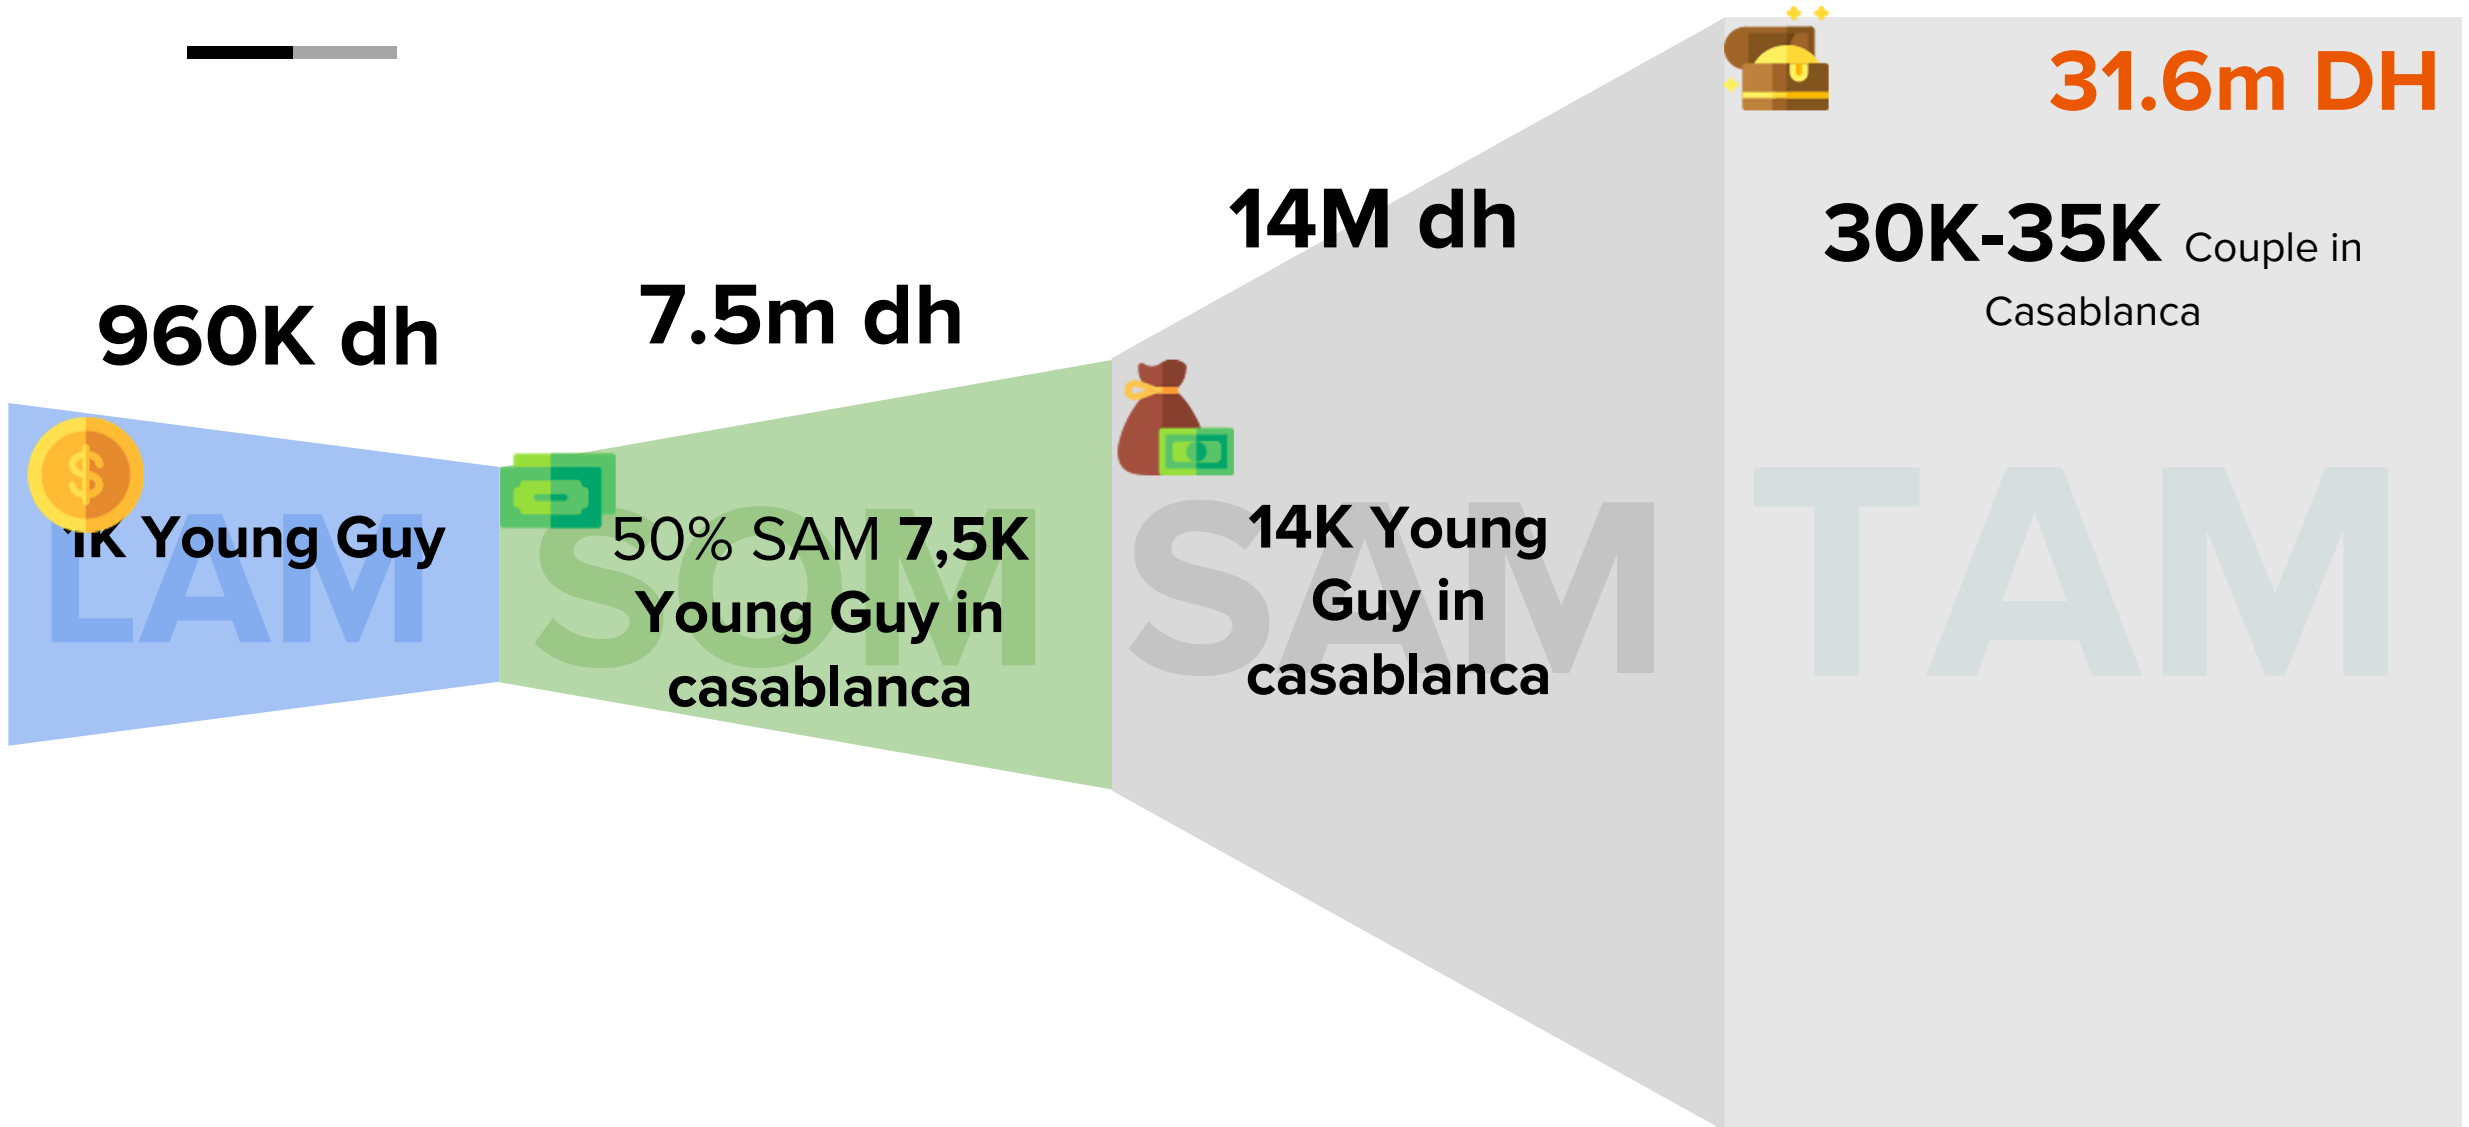 960K dh
1K Young Guy
LAM
7.5m dh
50% SAM 7,5K
Young Guy in
casablanca
SOM
14M dh
14K Young
Guy in
casablanca
SAM
31.6m DH
30K-35K Couple in
Casablanca
TAM